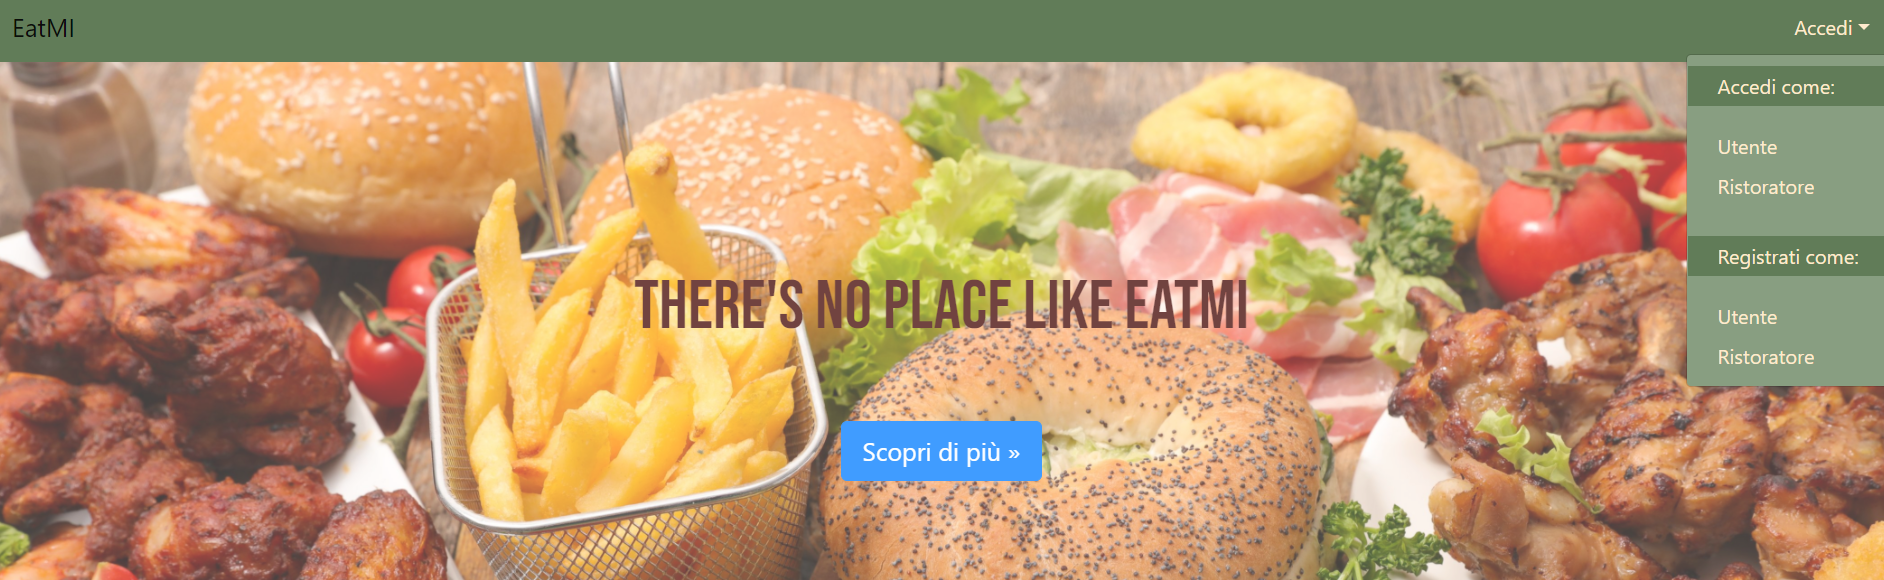 EatMI
Accedi
Accedi come:
Utente
Ristoratore
Registrati come:
Utente
Ristoratore
THERE'S NO PLACE LIKE EATMI
Scopri di più »